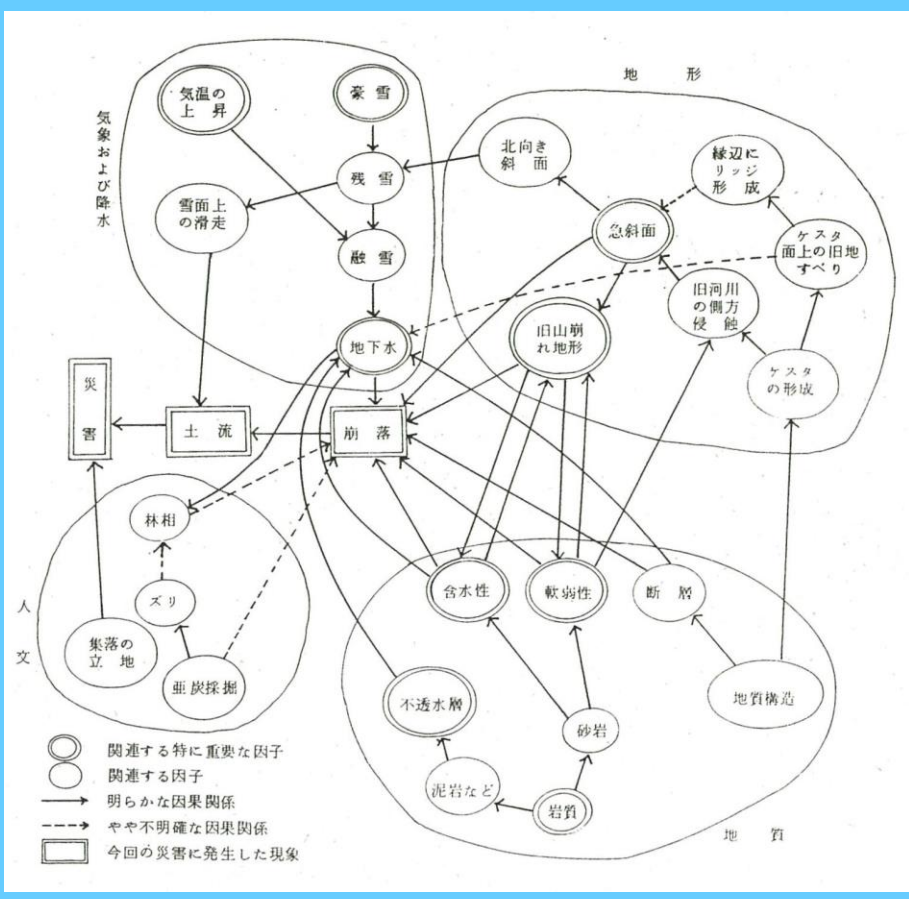 気象および降水
気温の
上昇
豪雪
残雪
雪面上
の滑走
融雪
地下水
地形
北向き
斜面
縁辺に
リッジ
形成
急斜面
ケスタ
面上の旧地
すべり
旧河川
の側方
侵蝕
旧山崩
れ地形
ケスタ
の形成
災害
土流
崩落
人文
林相
ズリ
集落の
立地
亜炭採掘
含水性
軟弱性
断層
不透水層
砂岩
地質構造
泥岩など
岩質
地質
関連する特に重要な因子
関連する因子
明らかな因果関係
やや不明確な因果関係
今回の災害に発生した現象